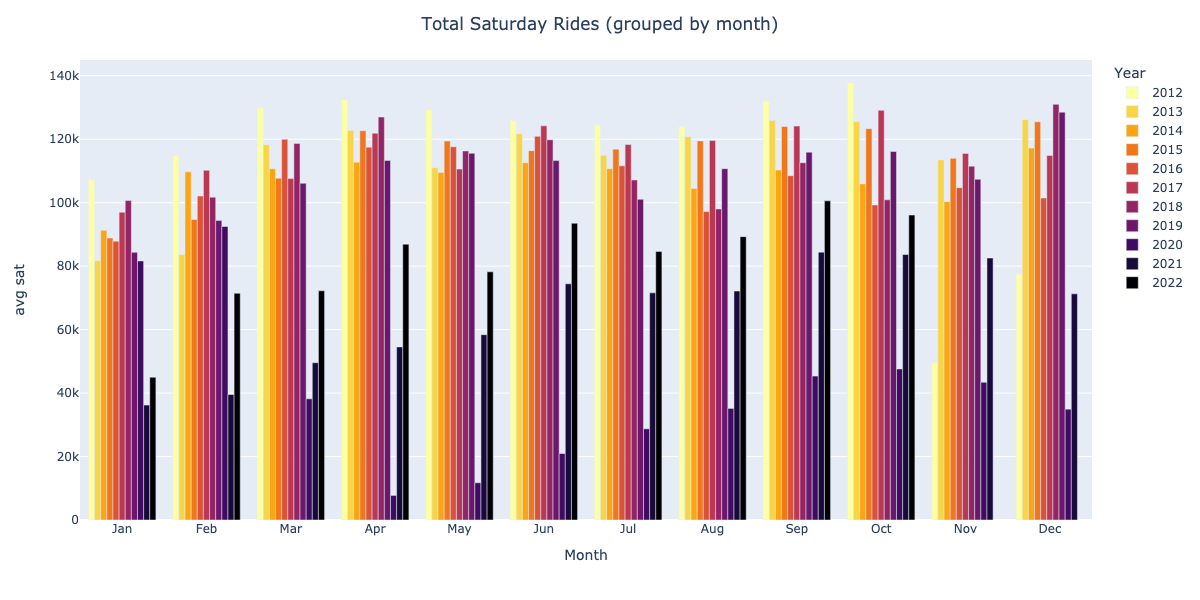 Total Saturday Rides (grouped by month)
140k
120k
100k
80k
60k
40k
20k
0
avg sat
Jan Feb Mar Apr May Jun Jul Aug Sep Oct Nov Dec
Month
Year
2012
2013
2014
2015
2016
2017
2018
2019
2020
2021
2022